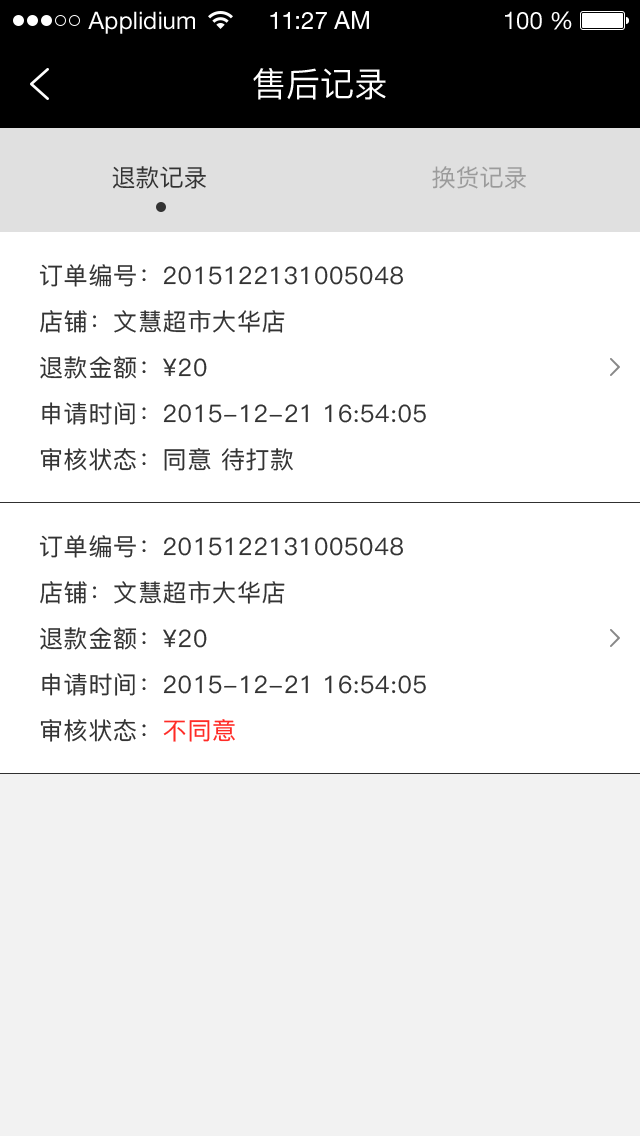 Applidium 11:27 AM 100 %
售后记录
退款记录 换货记录
订单编号：2015122131005048
店铺：文慧超市大华店
退款金额：¥20
申请时间：2015–12–21 16:54:05
审核状态：同意 待打款
订单编号：2015122131005048
店铺：文慧超市大华店
退款金额：¥20
申请时间：2015–12–21 16:54:05
审核状态：不同意